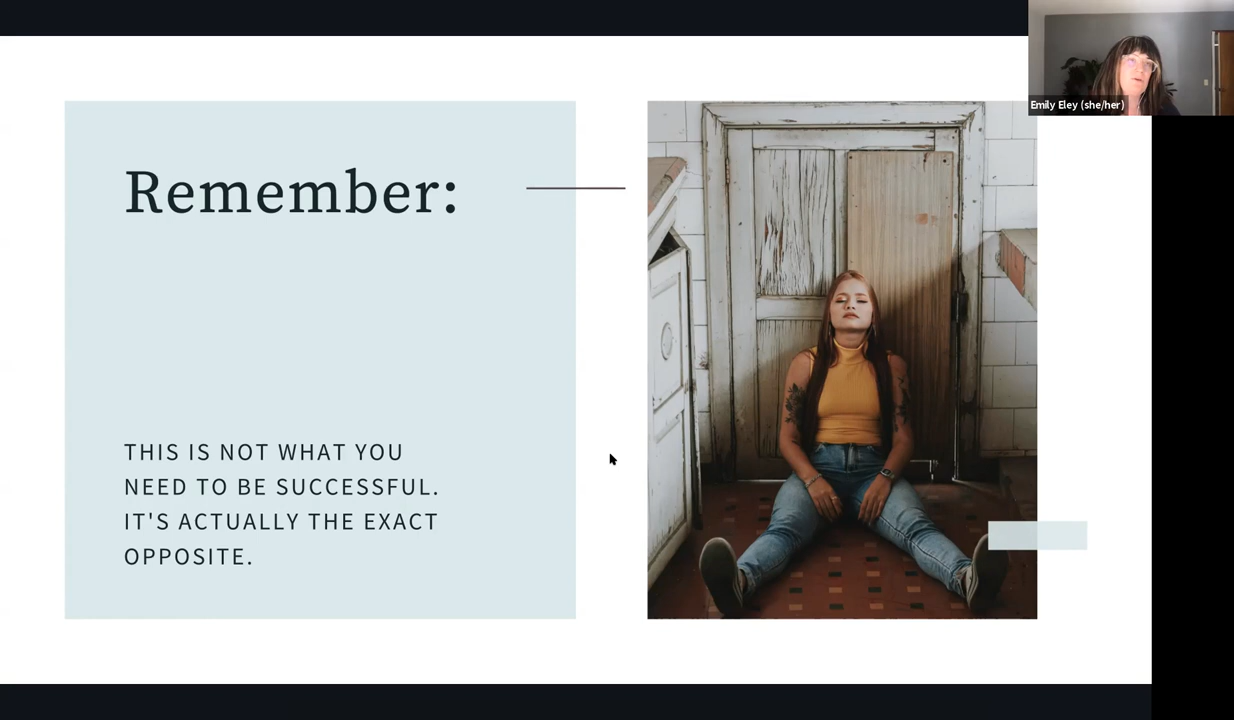 Emily Eley (she/her)
Remember:
THIS IS NOT WHAT YOU
NEED TO BE SUCCESSFUL.
IT'S ACTUALLY THE EXACT
OPPOSITE.